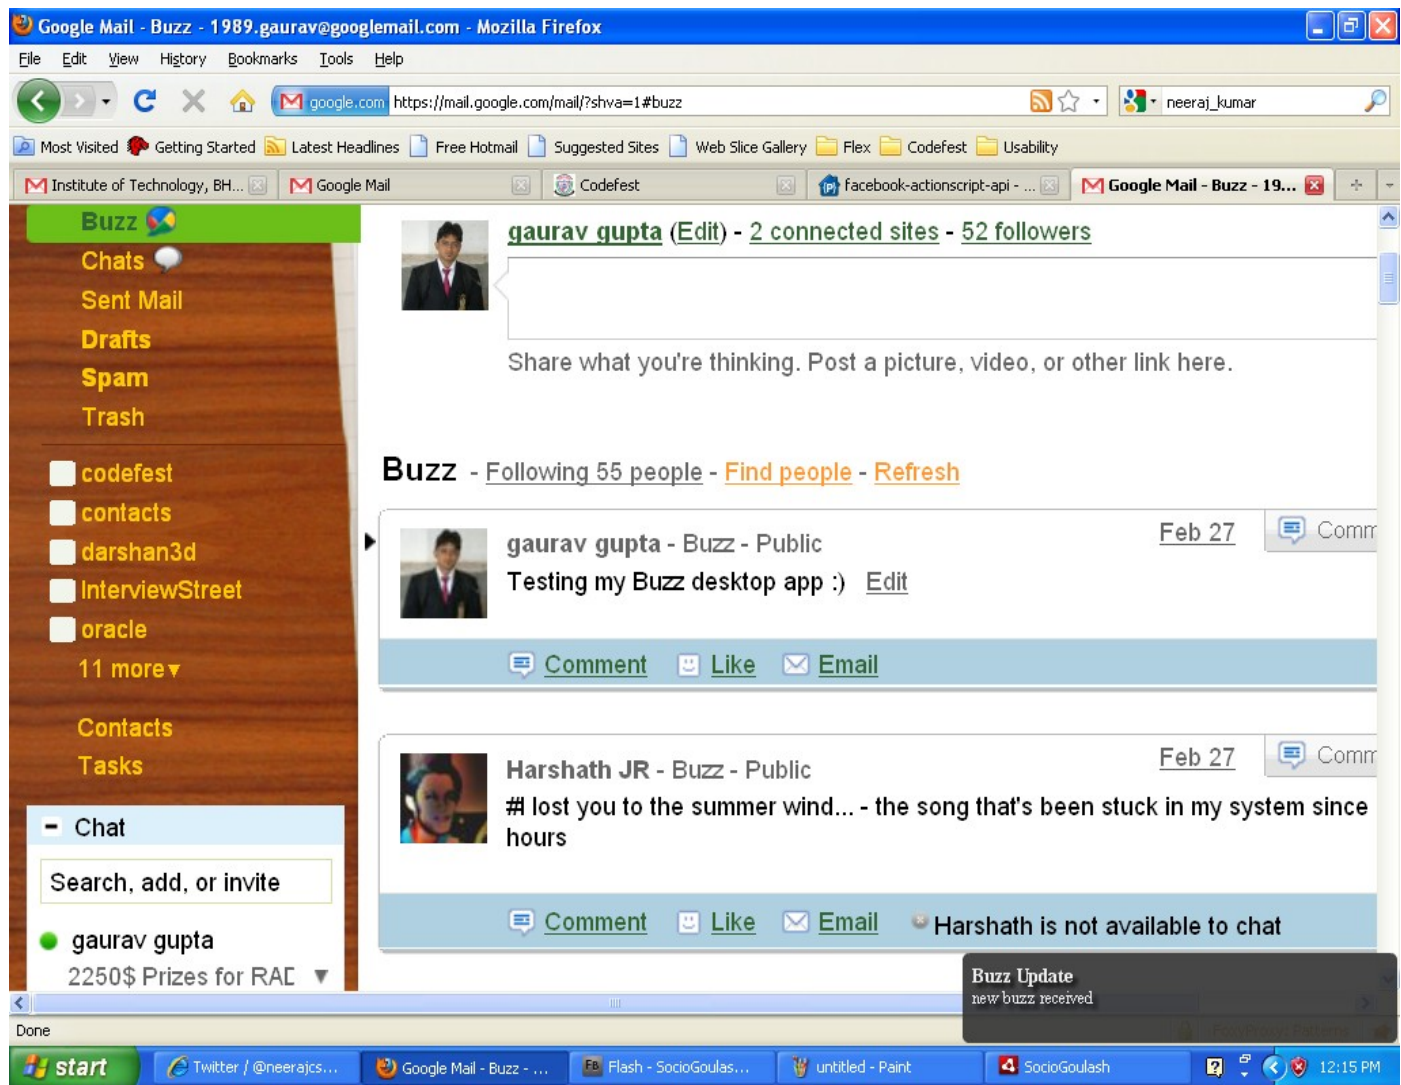 Google Mail - Buzz - 1989.gaurav@googlemail.com - Mozilla Firefox
File Edit View History Bookmarks Tools Help
google.com https://mail.google.com/mail/?shva=1#buzz neeraj_kumar
Most Visited Getting Started Latest Headlines Free Hotmail Suggested Sites Web Slice Gallery Flex Codefest Usability
Institute of Technology, BH... Google Mail Codefest facebook-actionscript-api - ... Google Mail - Buzz - 19...
Buzz
Chats
Sent Mail
Drafts
Spam
Trash
codefest
contacts
darshan3d
InterviewStreet
oracle
11 more▾
Contacts
Tasks
Chat
Search, add, or invite
gaurav gupta
2250$ Prizes for RAD
gaurav gupta (Edit) - 2 connected sites - 52 followers
Share what you're thinking. Post a picture, video, or other link here.
Buzz - Following 55 people - Find people - Refresh
gaurav gupta - Buzz - Public Feb 27 Comm
Testing my Buzz desktop app :) Edit
Comment Like Email
Harshath JR - Buzz - Public Feb 27 Comm
# lost you to the summer wind... - the song that's been stuck in my system since
hours
Comment Like Email Harshath is not available to chat
Buzz Update
new buzz received
Done
FoxyProxy: Patterns
start Twitter / @neerajcs... Google Mail - Buzz - ... Flash - SocioGoulas... untitled - Paint SocioGoulash 12:15 PM